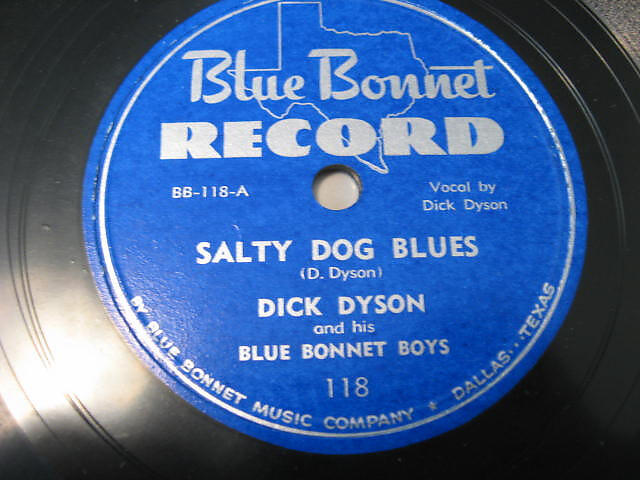 Blue Bonnet
RECORD
BB-118-A
Vocal by
Dick Dyson
SALTY DOG BLUES
(D. Dyson)
DICK DYSON
and his
BLUE BONNET BOYS
118
BY BLUE BONNET MUSIC COMPANY ★ DALLAS... TEXAS